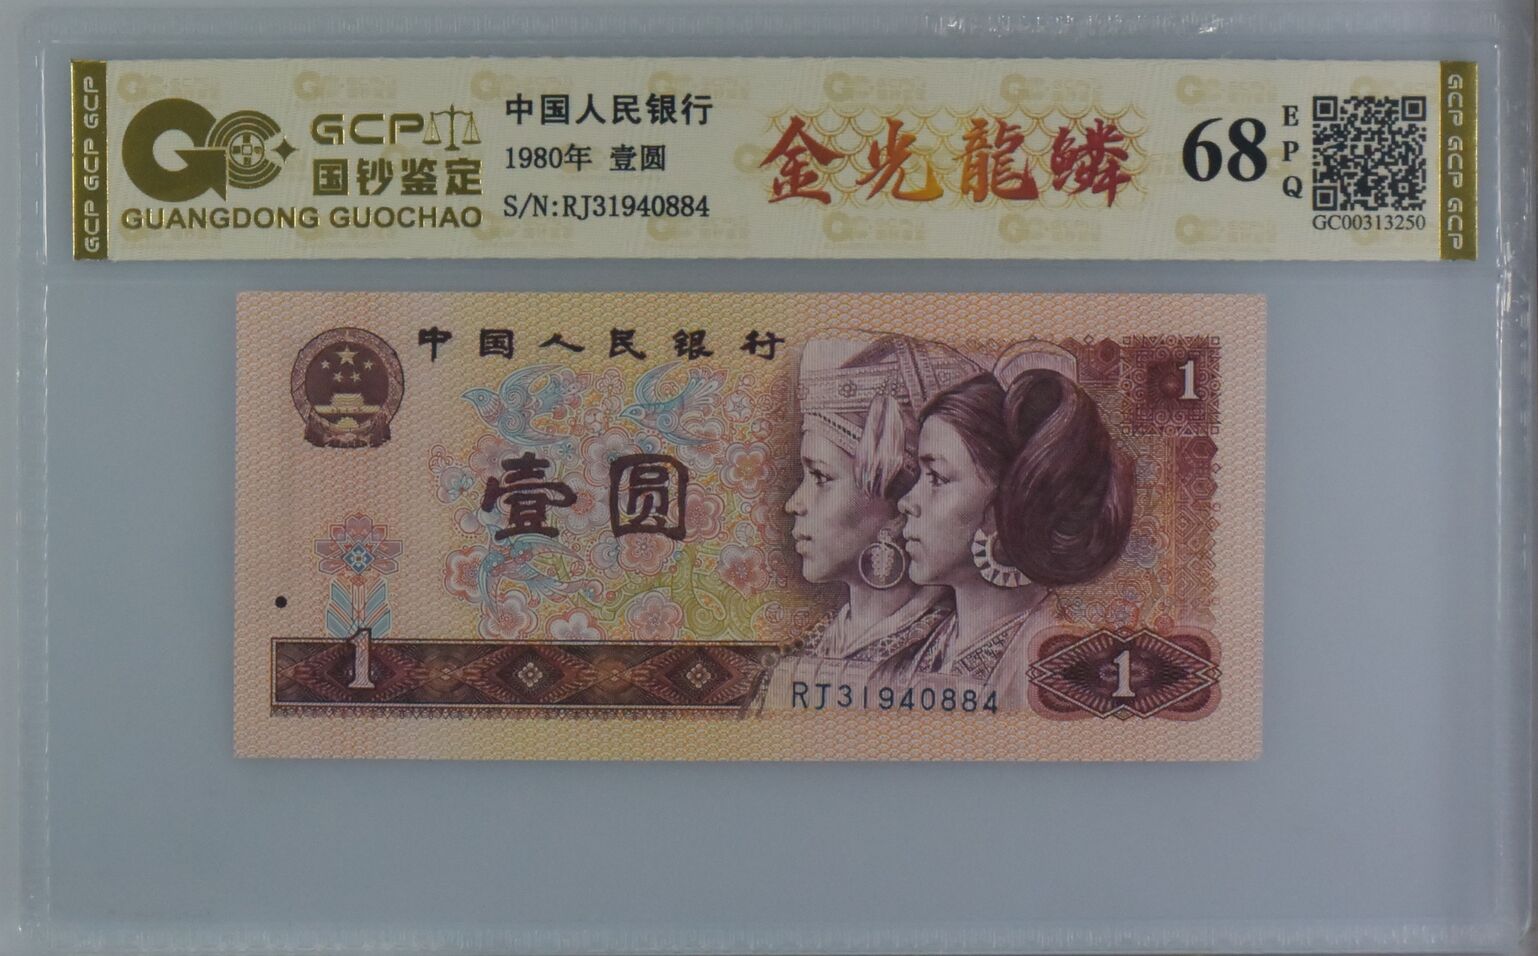 GCP GCP GCP
GCP
国钞鉴定
GUANGDONG GUOCHAO
中国人民银行
1980年 壹圆
S/N:RJ31940884
金光龍鱗
68
EPQ
GC00313250
GCP GCP GCP
中国人民银行
1
壹圆
1
RJ31940884
1